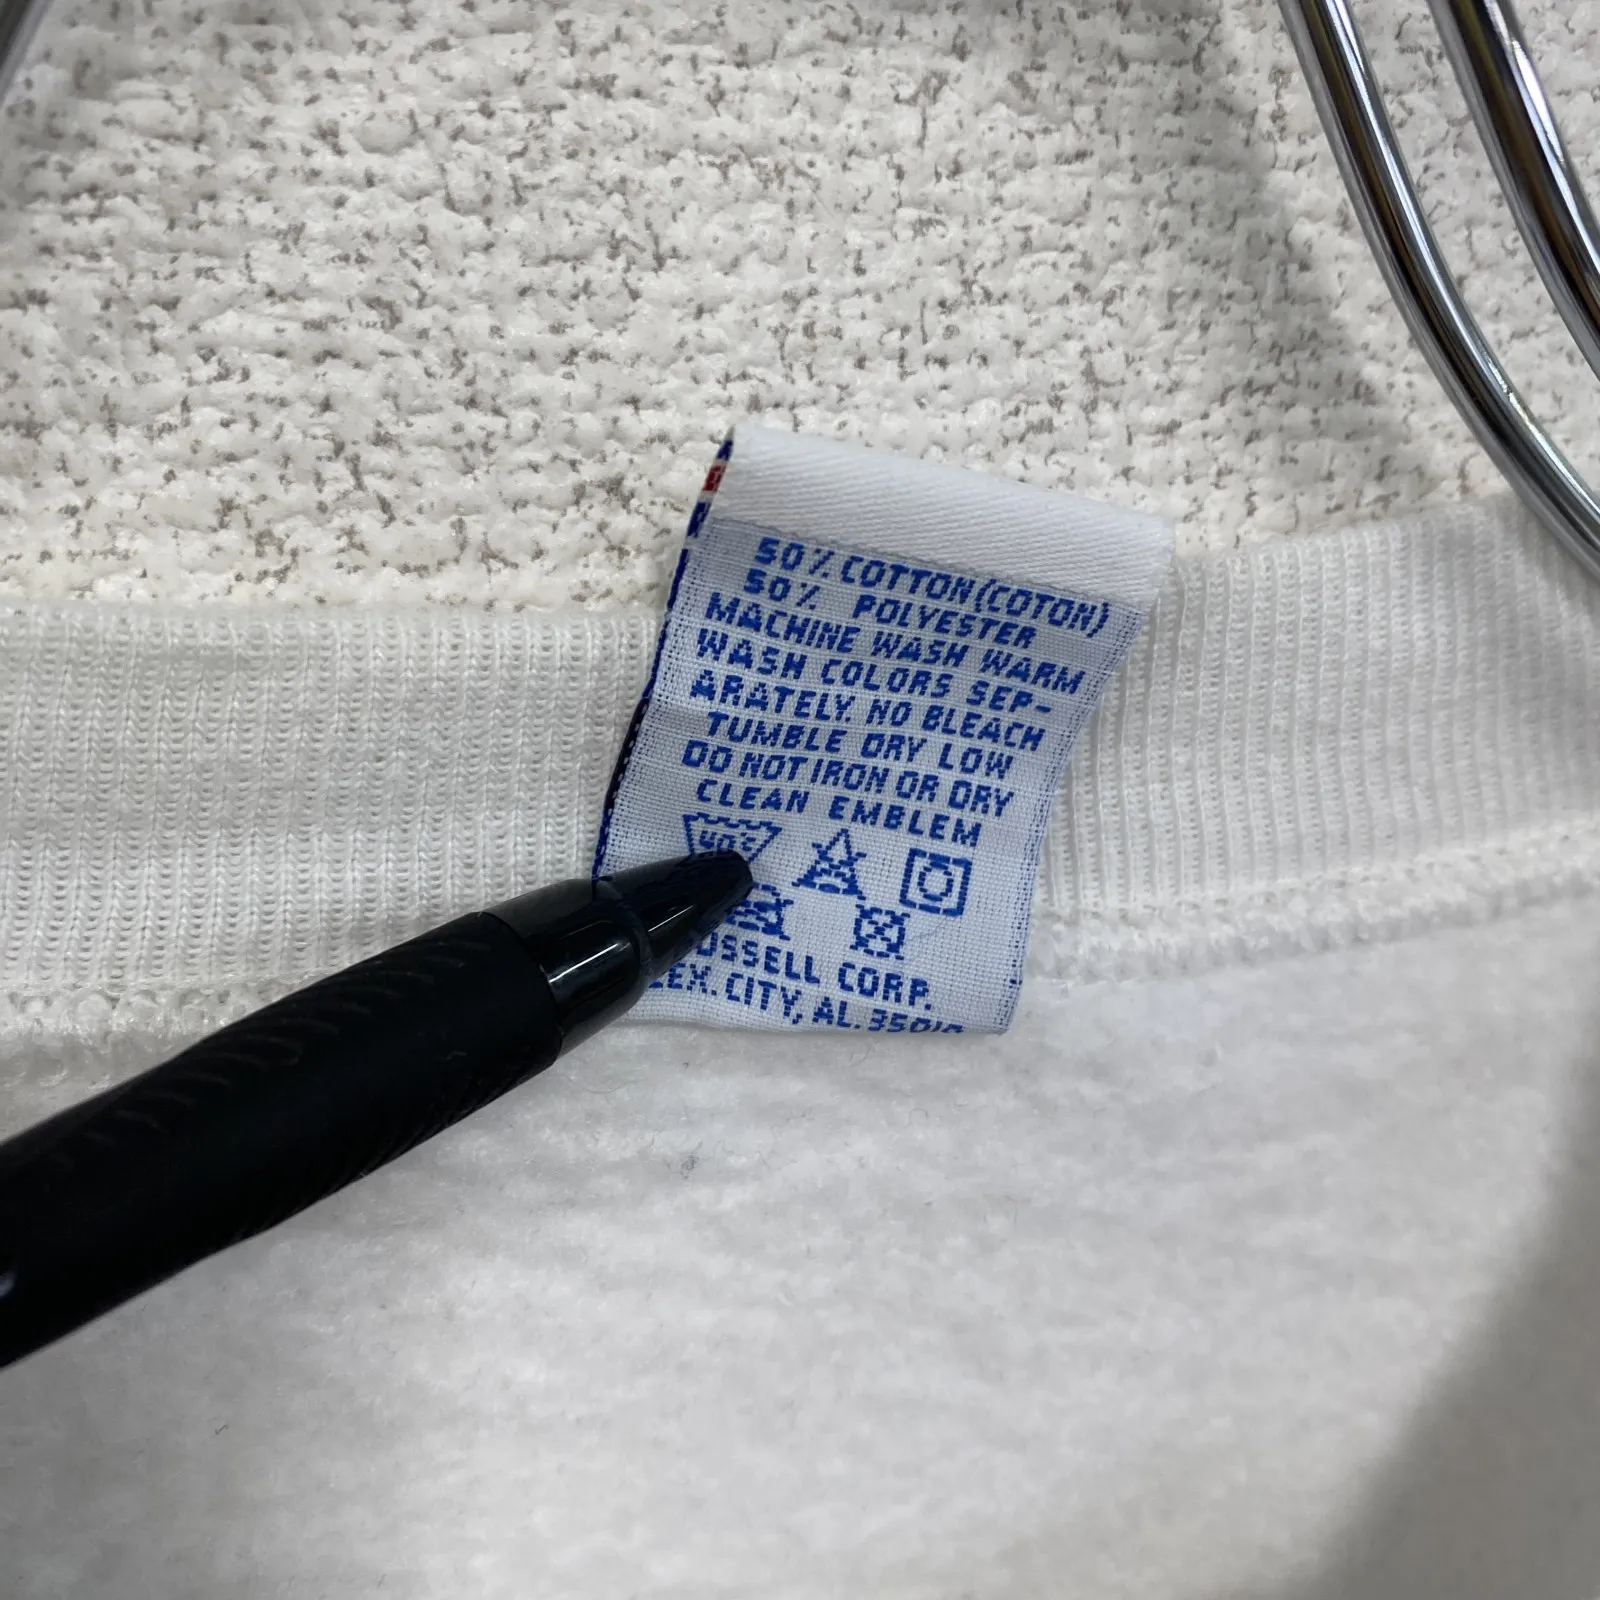 50% COTTON (COTON)
50% POLYESTER
MACHINE WASH WARM
WASH COLORS SEP-
ARATELY. NO BLEACH
TUMBLE DRY LOW
DO NOT IRON OR DRY
CLEAN EMBLEM
40°C
CORP.
CITY, AL.